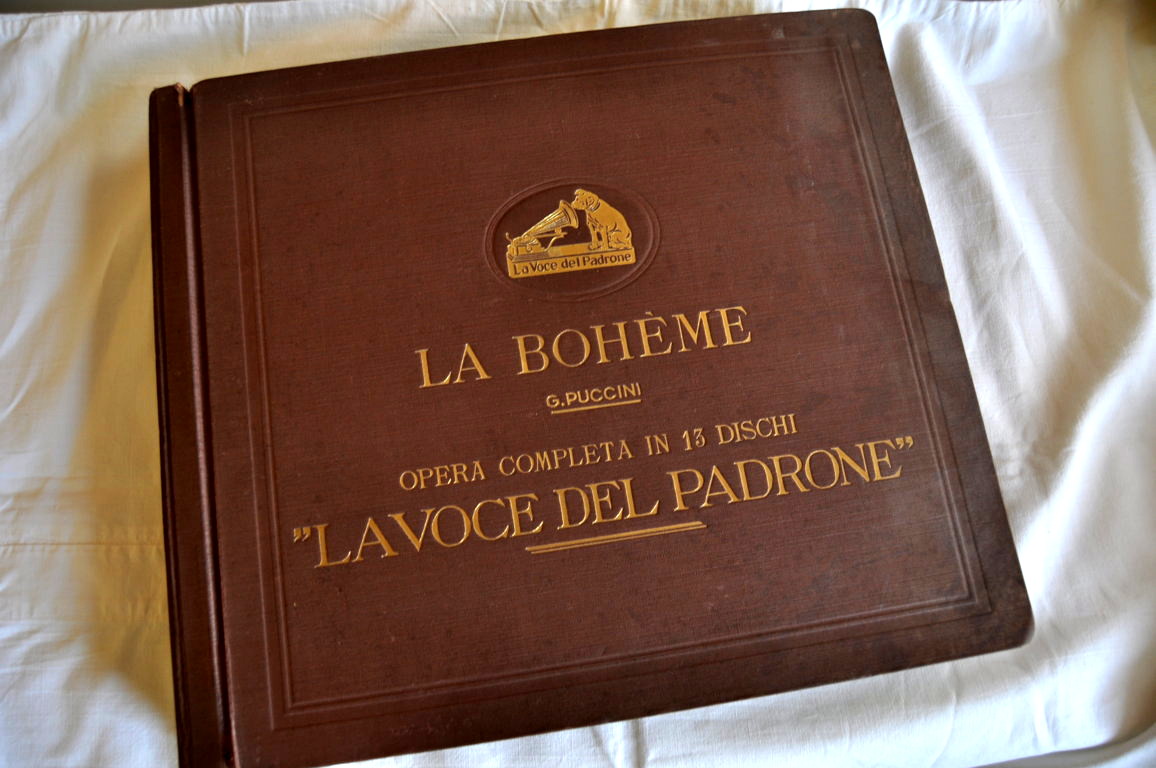 La Voce del Padrone
LA BOHÈME
G. PUCCINI
OPERA COMPLETA IN 13 DISCHI
"LA VOCE DEL PADRONE"